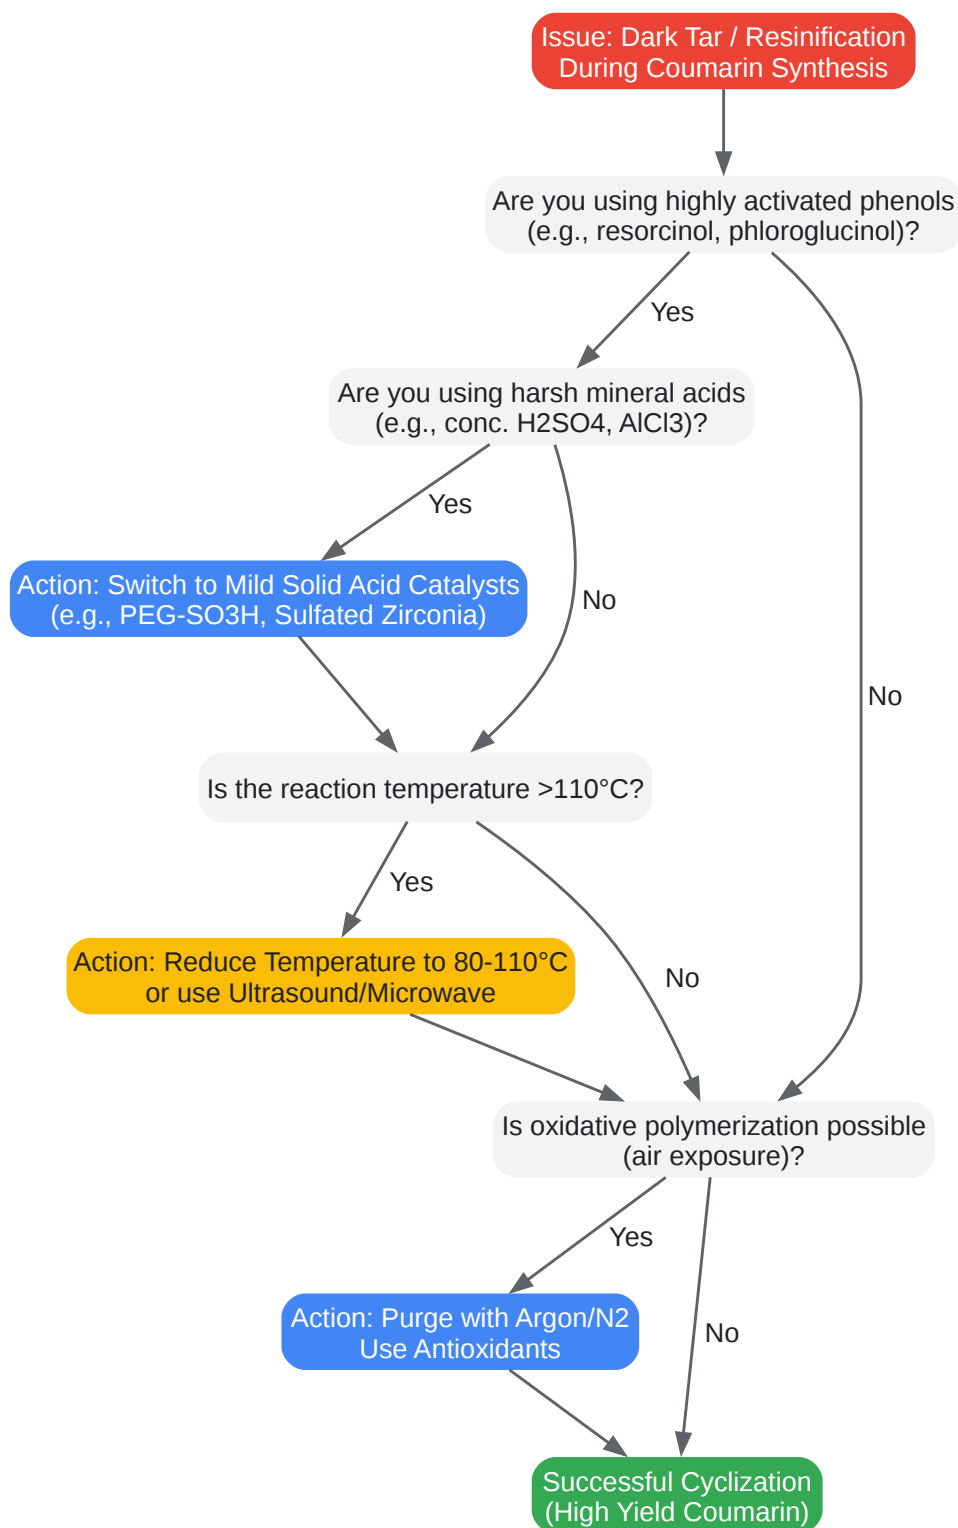 Issue: Dark Tar / Resinification
During Coumarin Synthesis
Are you using highly activated phenols
(e.g., resorcinol, phloroglucinol)?
Yes
Are you using harsh mineral acids
(e.g., conc. H2SO4, AlCl3)?
Yes
Action: Switch to Mild Solid Acid Catalysts
(e.g., PEG-SO3H, Sulfated Zirconia)
No
No
Is the reaction temperature >110°C?
Yes
Action: Reduce Temperature to 80-110°C
or use Ultrasound/Microwave
No
Is oxidative polymerization possible
(air exposure)?
Yes
Action: Purge with Argon/N2
Use Antioxidants
No
Successful Cyclization
(High Yield Coumarin)